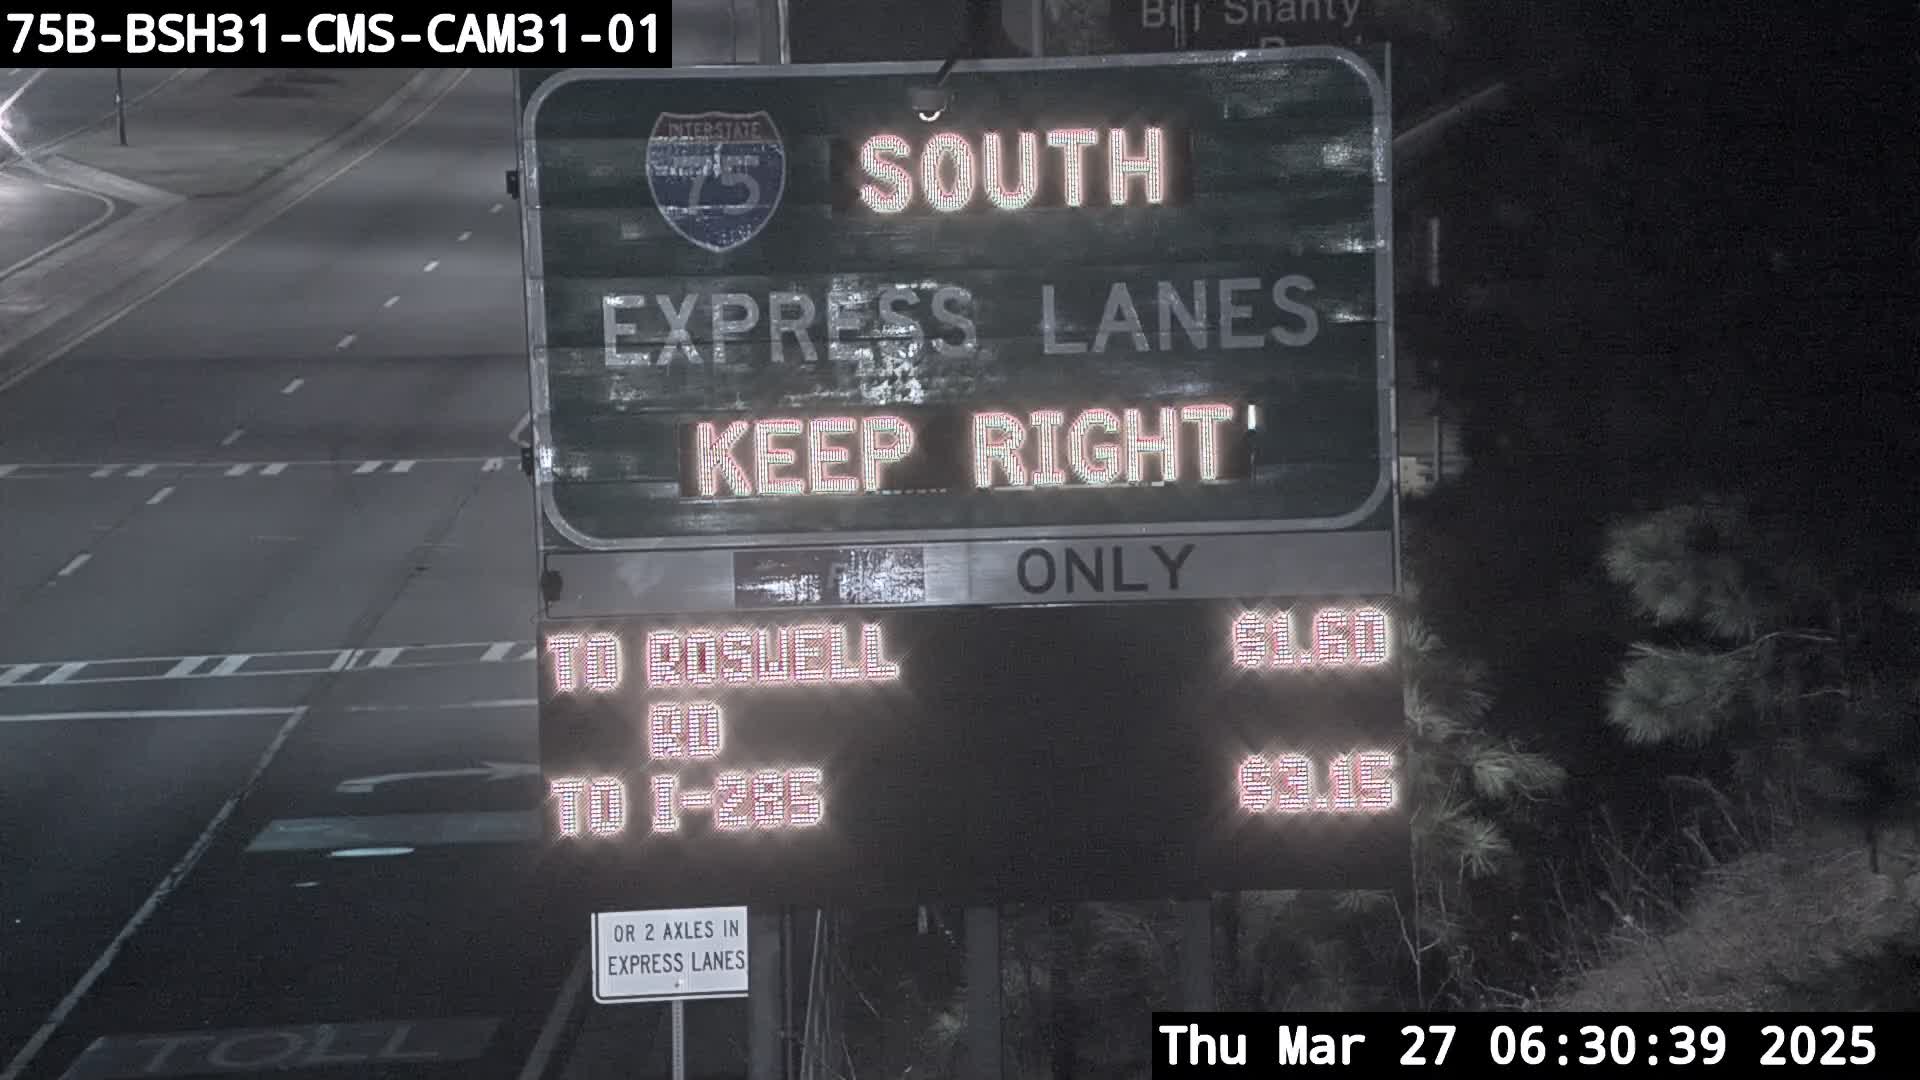 75B-BSH31-CMS-CAM31-01
Shanty
INTERSTATE
75
SOUTH
EXPRESS LANES
KEEP RIGHT
ONLY
TO ROSWELL $1.60
RD
TO I-285 $3.15
OR 2 AXLES IN
EXPRESS LANES
TOLL
Thu Mar 27 06:30:39 2025